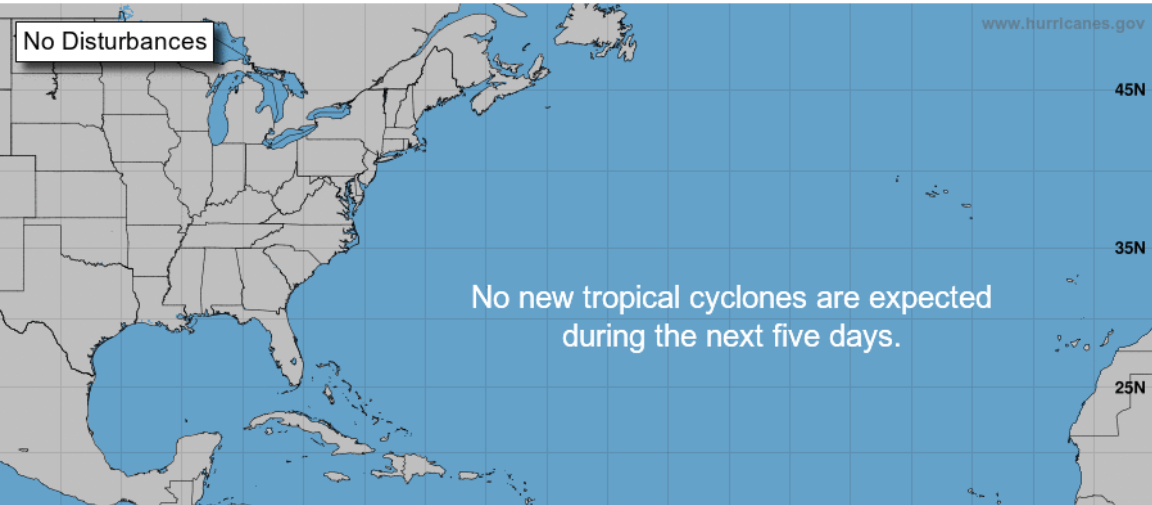 www.hurricanes.gov
No Disturbances
45N
35N
No new tropical cyclones are expected
during the next five days.
25N